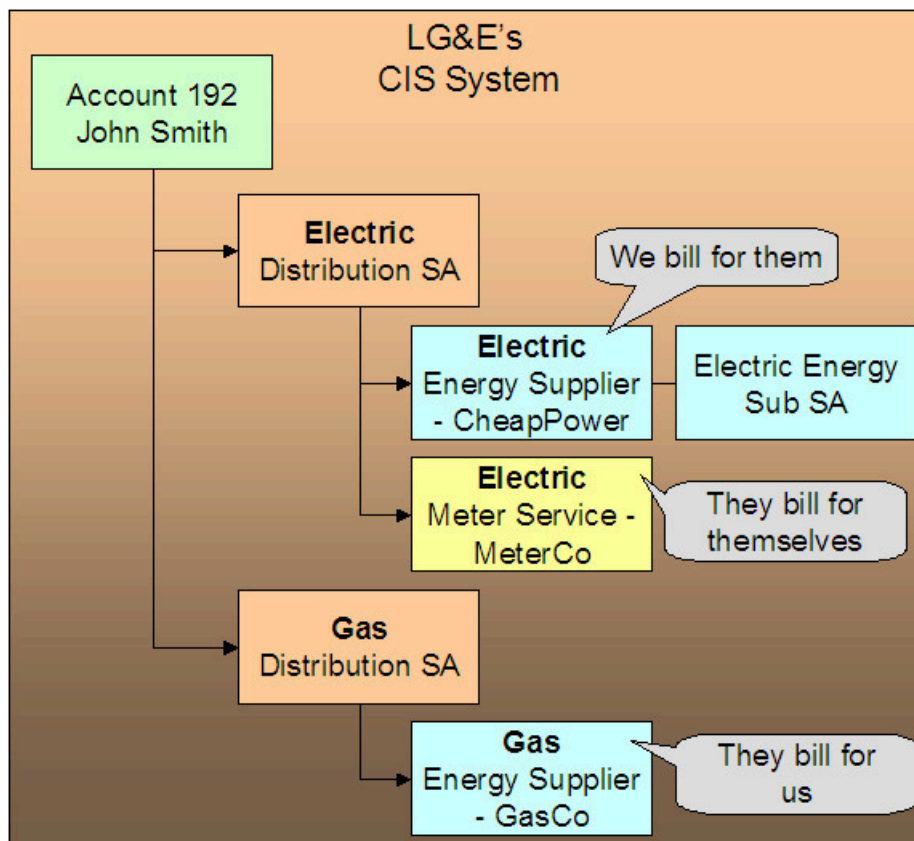 LG&E's
CIS System
Account 192
John Smith
Electric
Distribution SA
We bill for them
Electric
Energy Supplier
- CheapPower
Electric Energy
Sub SA
Electric
Meter Service -
MeterCo
They bill for
themselves
Gas
Distribution SA
Gas
Energy Supplier
- GasCo
They bill for
us